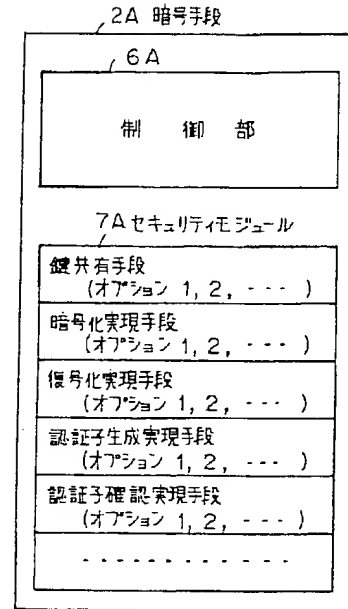 2A 暗号手段
6A
制 御 部
7A セキュリティモジュール
鍵共有手段
(オプション 1, 2, --- )
暗号化実現手段
(オプション 1, 2, --- )
復号化実現手段
(オプション 1, 2, --- )
認証子生成実現手段
(オプション 1, 2, --- )
認証子確認実現手段
(オプション 1, 2, --- )
- - - - - - - - - - - -